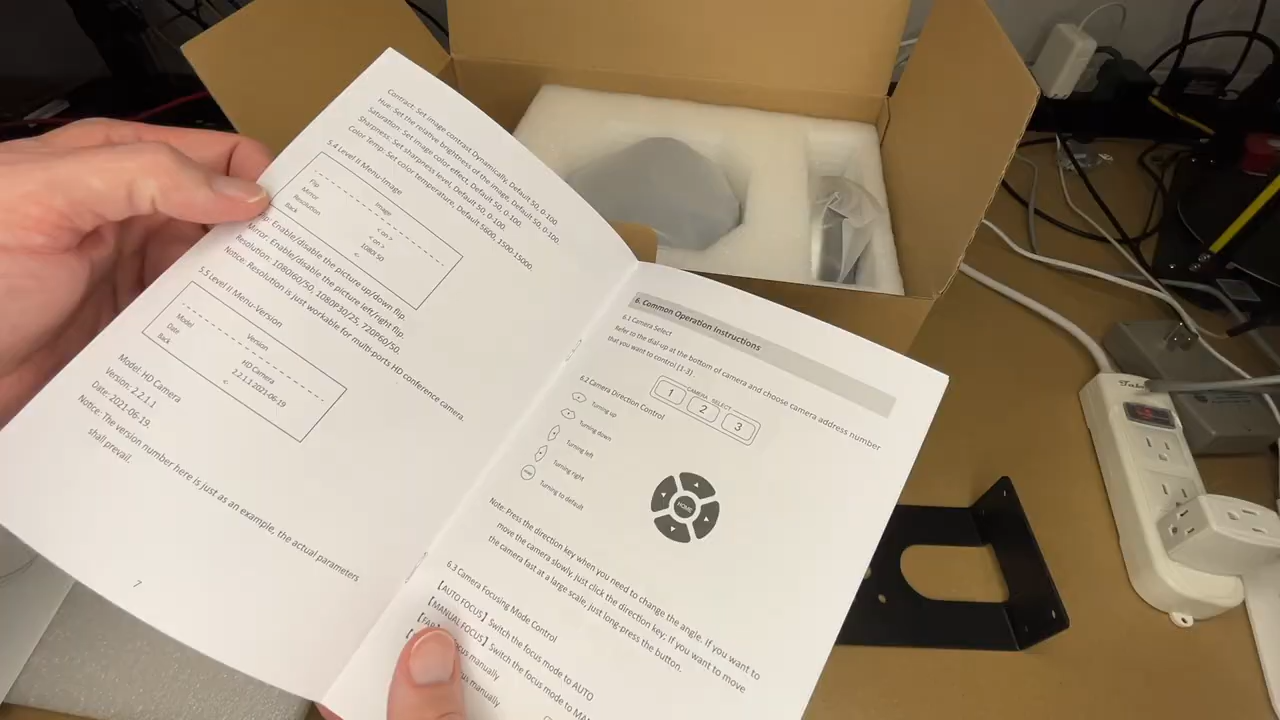 Contract: Set image contrast Dynamically, Default 50, 0-100.
Hue: Set the relative brightness of the image, Default 50, 0-100.
Saturation: Set image color effect, Default 50, 0-100.
Sharpness: Set sharpness level, Default 50, 0-100.
Color Temp: Set color temperature, Default 5600, 1500-15000.
5.4 Level II Menu-Image
Image
Flip < on >
Mirror < on >
Resolution 1080I 50
Back <-
Enable/disable the picture up/down flip.
Mirror: Enable/disable the picture left/right flip.
Resolution: 1080I60/50, 1080P30/25, 720P60/50.
Notice: Resolution is just workable for multi-ports HD conference camera.
5.5 Level II Menu-Version
Version
Model HD Camera
Date 2.2.1.1 2021-06-19
Back <-
Model: HD Camera
Version: 2.2.1.1
Date: 2021-06-19.
Notice: The version number here is just as an example, the actual parameters
shall prevail.
7
6. Common Operation Instructions
6.1 Camera Select
Refer to the dial-up at the bottom of camera and choose camera address number
that you want to control (1-3).
CAMERA SELECT
1 2 3
6.2 Camera Direction Control
Turning up
Turning down
Turning left
Turning right
Turning to default
HOME
Note: Press the direction key when you need to change the angle. If you want to
move the camera slowly, just click the direction key; If you want to move
the camera fast at a large scale, just long press the button.
6.3 Camera Focusing Mode Control
【AUTO FOCUS】 Switch the focus mode to AUTO
【MANUAL FOCUS】 Switch the focus mode to
manually
manually